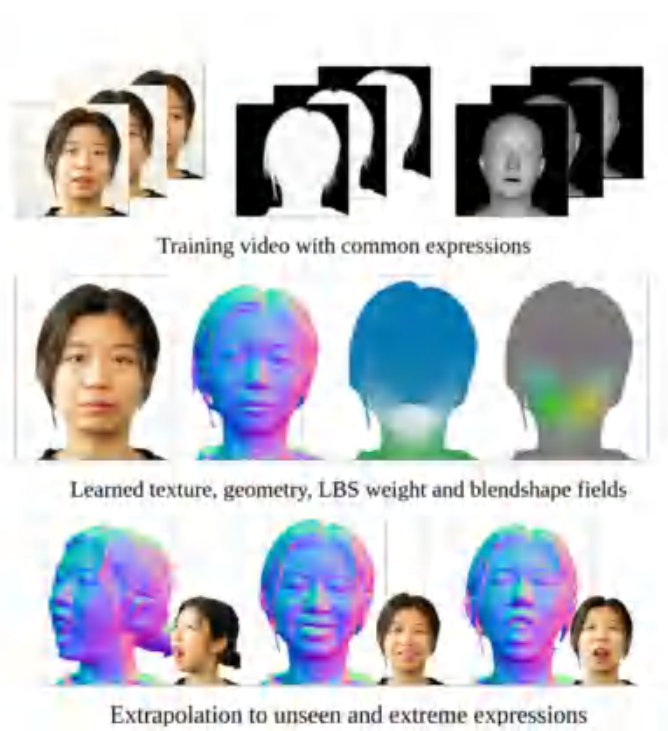 Training video with common expressions
Learned texture, geometry, LBS weight and blendshape fields
Extrapolation to unseen and extreme expressions